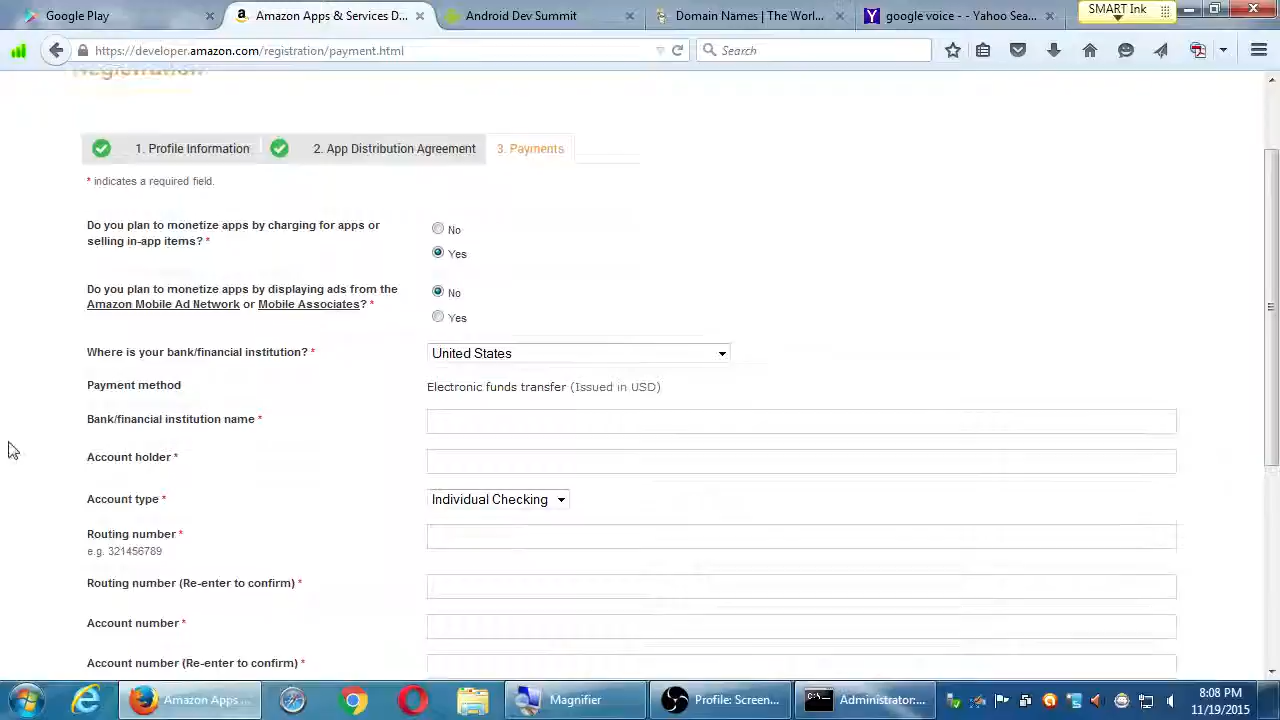 Google Play
Amazon Apps & Services D...
Android Dev Summit
Domain Names | The Worl...
google voice - - Yahoo Sea...
SMART Ink
https://developer.amazon.com/registration/payment.html
Search
Registration
1. Profile Information
2. App Distribution Agreement
3. Payments
* indicates a required field.
Do you plan to monetize apps by charging for apps or
selling in-app items? *
No
Yes
Do you plan to monetize apps by displaying ads from the
Amazon Mobile Ad Network or Mobile Associates? *
No
Yes
Where is your bank/financial institution? *
United States
Payment method
Electronic funds transfer (Issued in USD)
Bank/financial institution name *
Account holder *
Account type *
Individual Checking
Routing number *
e.g. 321456789
Routing number (Re-enter to confirm) *
Account number *
Account number (Re-enter to confirm) *
Amazon Apps...
Magnifier
Profile: Screen...
Administrator:...
8:08 PM
11/19/2015